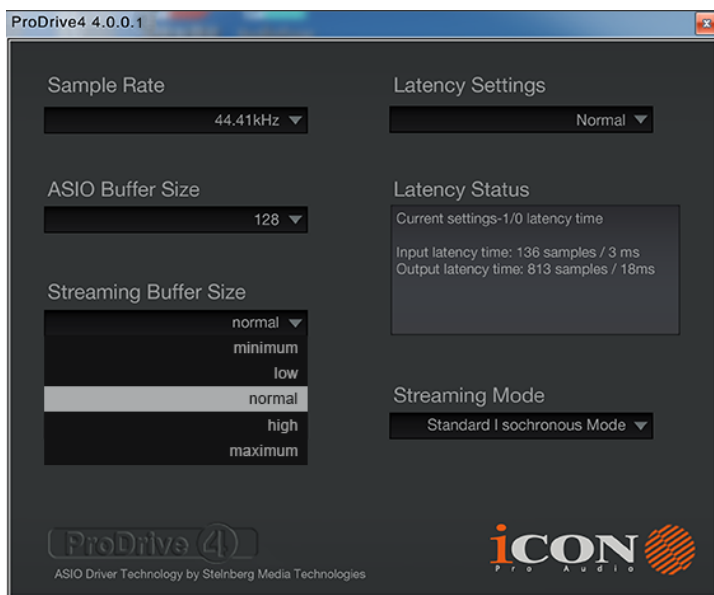 ProDrive4 4.0.0.1
Sample Rate
44.41kHz
ASIO Buffer Size
128
Streaming Buffer Size
normal
minimum
low
normal
high
maximum
Latency Settings
Normal
Latency Status
Current settings-1/0 latency time
Input latency time: 136 samples / 3 ms
Output latency time: 813 samples / 18ms
Streaming Mode
Standard I sochronous Mode
ProDrive 4
ASIO Driver Technology by Steinberg Media Technologies
iCON
Pro Audio